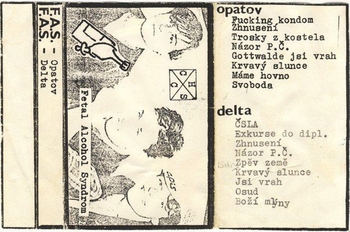 F.A.S. - Opatov
F.A.S. - Delta
Fetal Alcohol Syndrom
C H
C S
opatov
Fucking kondom
Zhnusení
Trosky z kostela
Názor P.Č.
Gottwalde jsi vrah
Krvavý slunce
Máme hovno
Svoboda
delta
ČSLA
Exkurse do dipl.
Zhnusení
Názor P.Č.
Zpěv země
Krvavý slunce
Jsi vrah
Osud
Boží mlýny